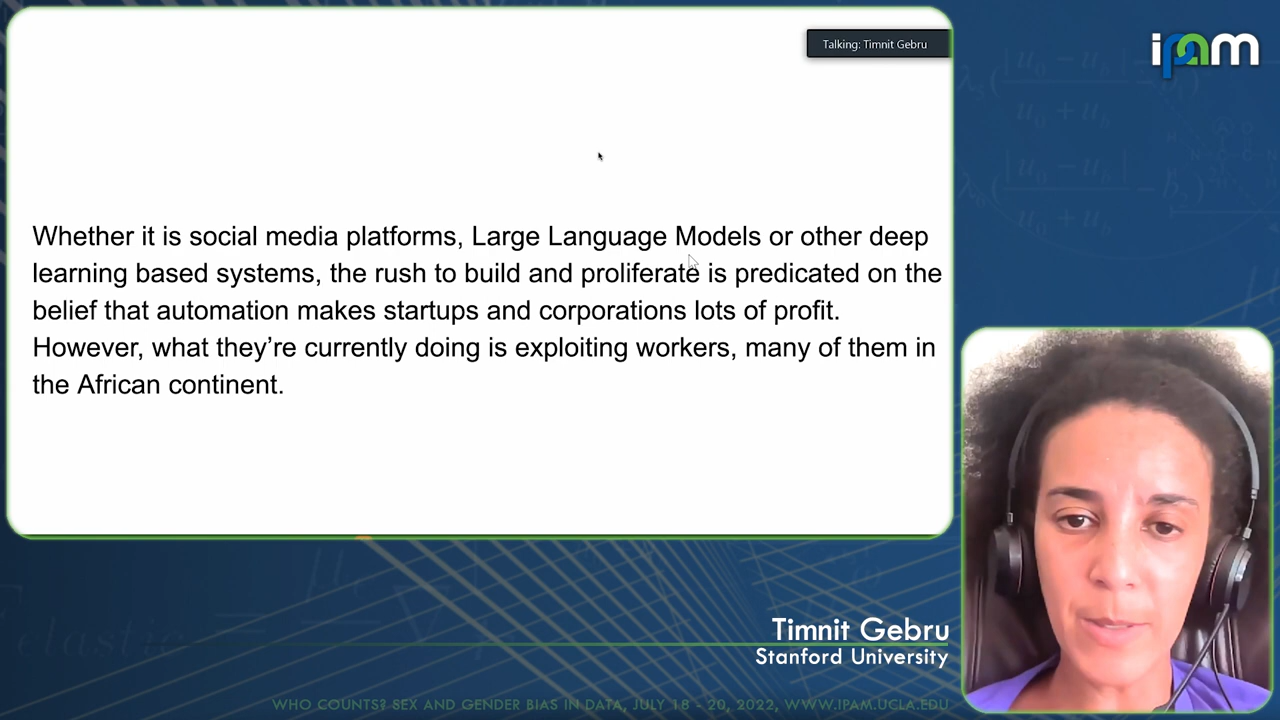 Talking: Timnit Gebru
ipam
Whether it is social media platforms, Large Language Models or other deep
learning based systems, the rush to build and proliferate is predicated on the
belief that automation makes startups and corporations lots of profit.
However, what they’re currently doing is exploiting workers, many of them in
the African continent.
Timnit Gebru
Stanford University
WHO COUNTS? SEX AND GENDER BIAS IN DATA, JULY 18 - 20, 2022, WWW.IPAM.UCLA.EDU